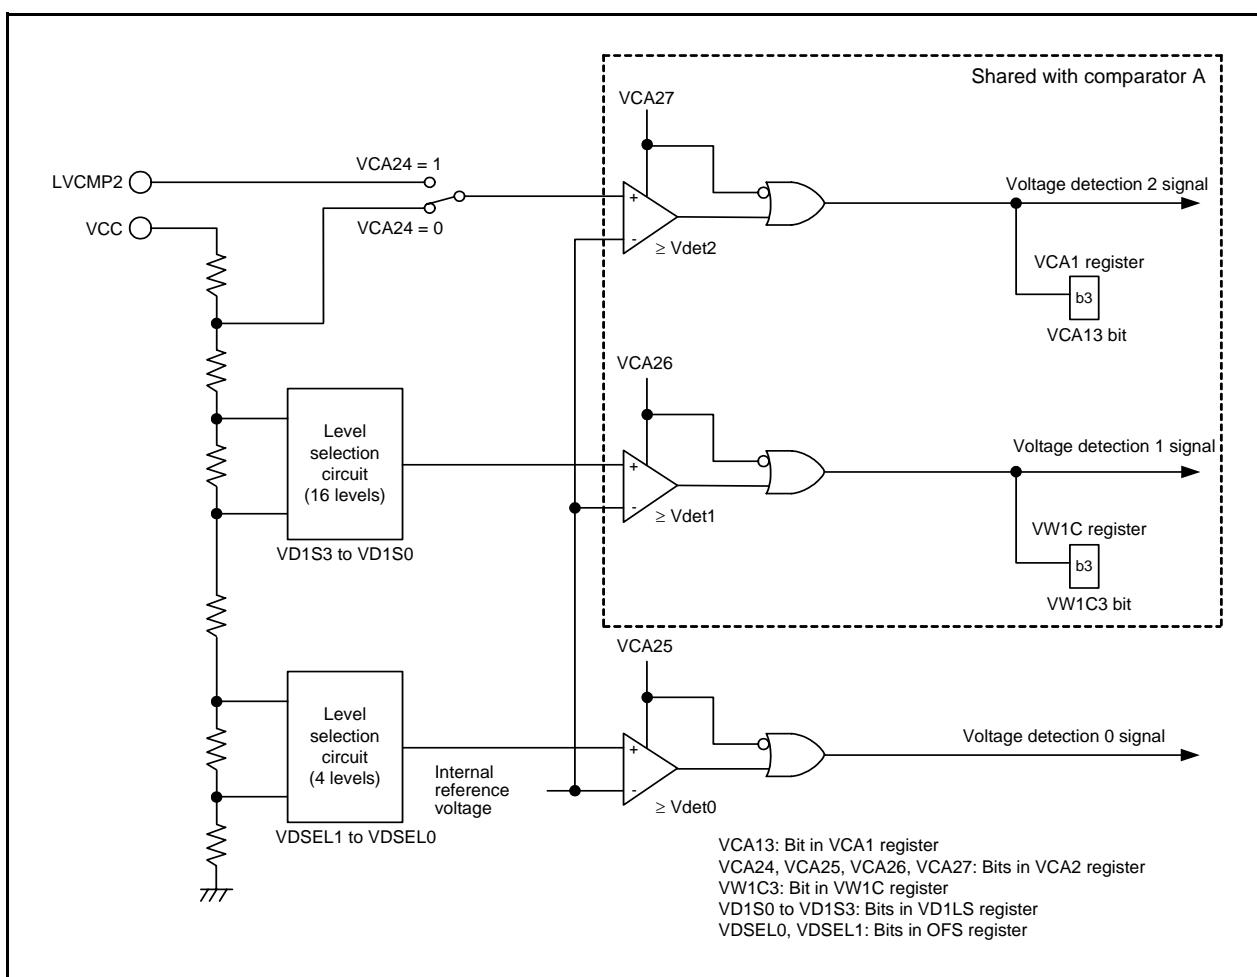 Shared with comparator A
VCA27
VCA24 = 1
LVCMP2
VCC
VCA24 = 0
+
-
≥ Vdet2
Voltage detection 2 signal
VCA1 register
b3
VCA13 bit
VCA26
Level
selection
circuit
(16 levels)
VD1S3 to VD1S0
+
-
≥ Vdet1
Voltage detection 1 signal
VW1C register
b3
VW1C3 bit
VCA25
Level
selection
circuit
(4 levels)
VDSEL1 to VDSEL0
Internal
reference
voltage
+
-
≥ Vdet0
Voltage detection 0 signal
VCA13: Bit in VCA1 register
VCA24, VCA25, VCA26, VCA27: Bits in VCA2 register
VW1C3: Bit in VW1C register
VD1S0 to VD1S3: Bits in VD1LS register
VDSEL0, VDSEL1: Bits in OFS register